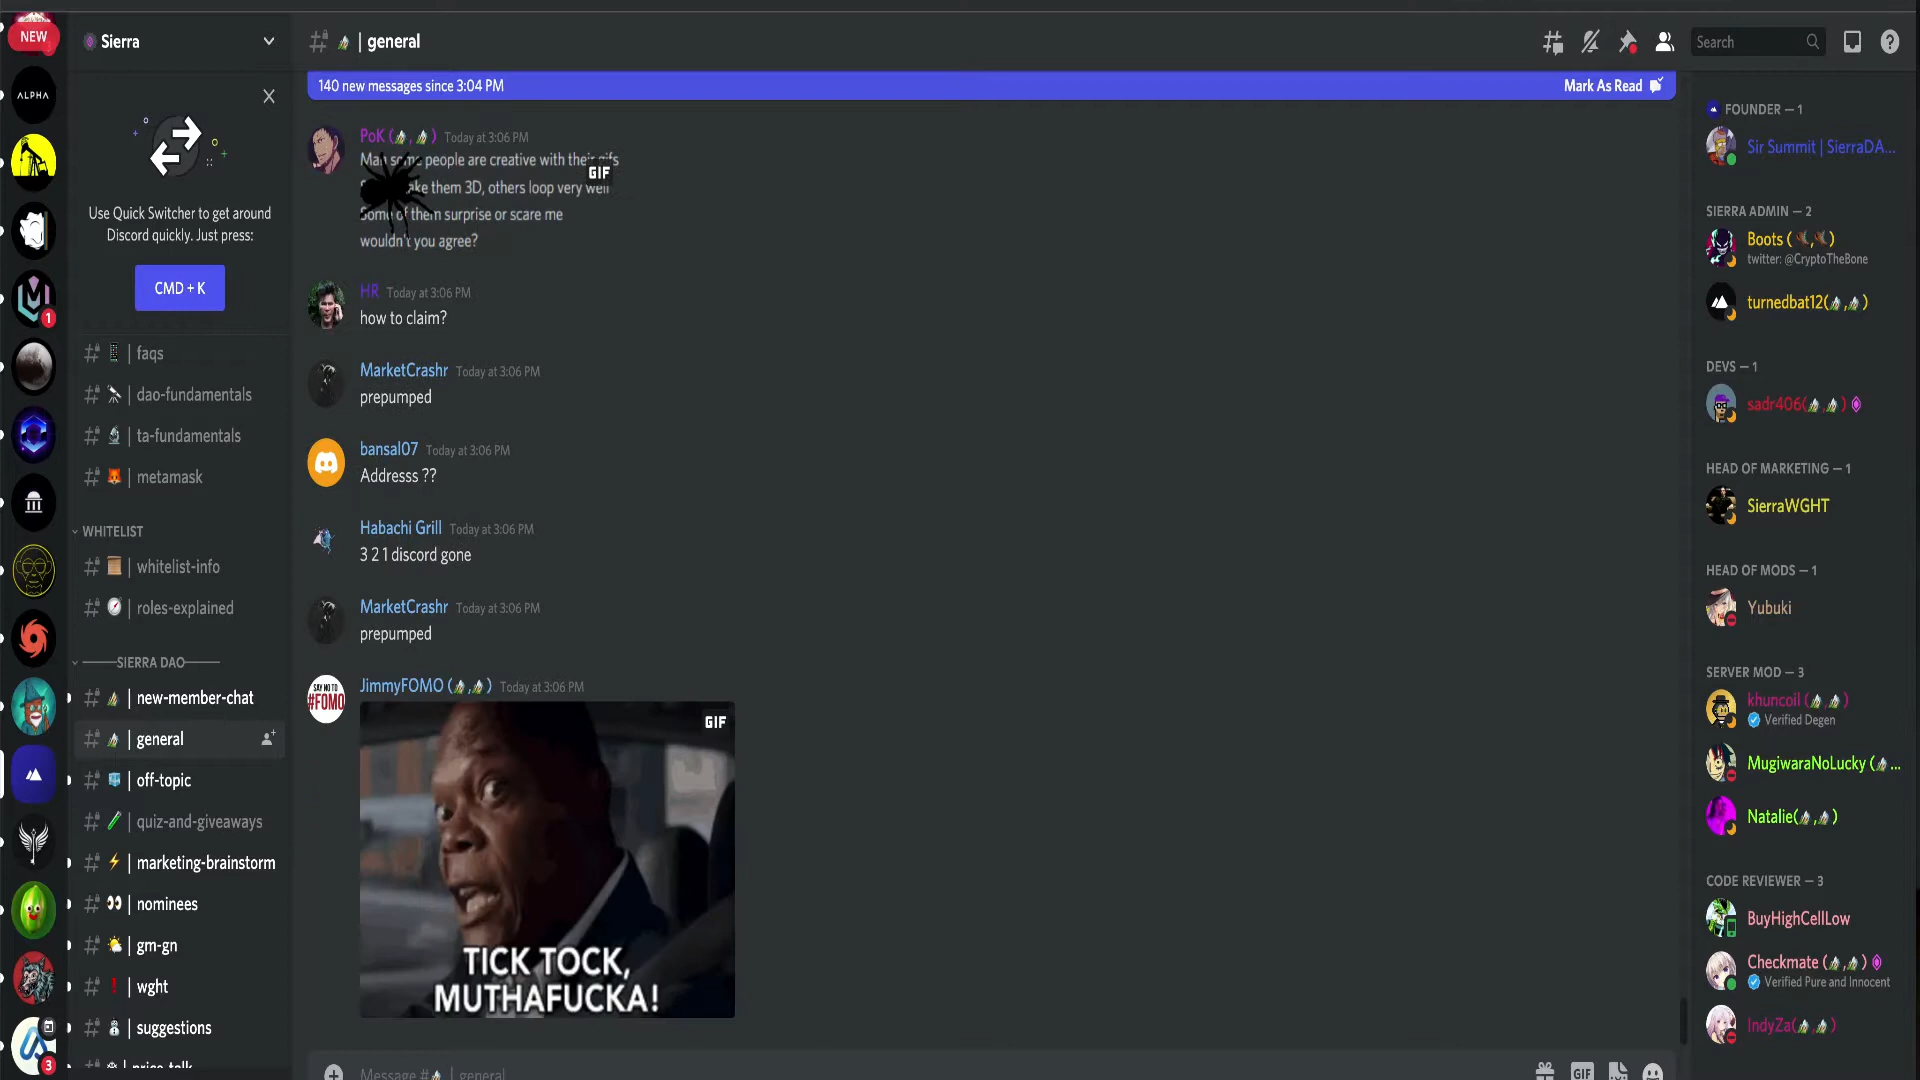 NEW
ALPHA
1
3
Sierra
Use Quick Switcher to get around
Discord quickly. Just press:
CMD + K
faqs
dao-fundamentals
ta-fundamentals
metamask
WHITELIST
whitelist-info
roles-explained
SIERRA DAO
new-member-chat
general
off-topic
quiz-and-giveaways
marketing-brainstorm
nominees
gm-gn
wght
suggestions
price-talk
| general
Search
140 new messages since 3:04 PM
Mark As Read
PoK ( , ) Today at 3:06 PM
Man some people are creative with their gifs
GIF
them 3D, others loop very well
Some of them surprise or scare me
wouldn't you agree?
HR Today at 3:06 PM
how to claim?
MarketCrashr Today at 3:06 PM
prepumped
bansal07 Today at 3:06 PM
Addresss ??
Habachi Grill Today at 3:06 PM
3 2 1 discord gone
MarketCrashr Today at 3:06 PM
prepumped
SAY NO TO
#FOMO
JimmyFOMO ( , ) Today at 3:06 PM
GIF
TICK TOCK,
MUTHAFUCKA!
Message # | general
GIF
FOUNDER — 1
Sir Summit | SierraDA...
SIERRA ADMIN — 2
Boots ( , )
twitter: @CryptoTheBone
turnedbat12( , )
DEVS — 1
sadr406( , )
HEAD OF MARKETING — 1
SierraWGHT
HEAD OF MODS — 1
Yubuki
SERVER MOD — 3
khuncoil ( , )
Verified Degen
MugiwaraNoLucky ( ...
Natalie( , )
CODE REVIEWER — 3
BuyHighCellLow
Checkmate ( , )
Verified Pure and Innocent
IndyZa( , )